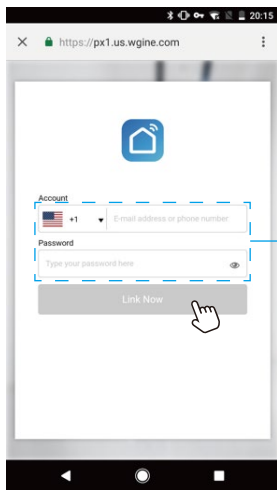 20:15
https://px1.us.wgine.com
Account
+1 E-mail address or phone number
Password
Type your password here
Link Now